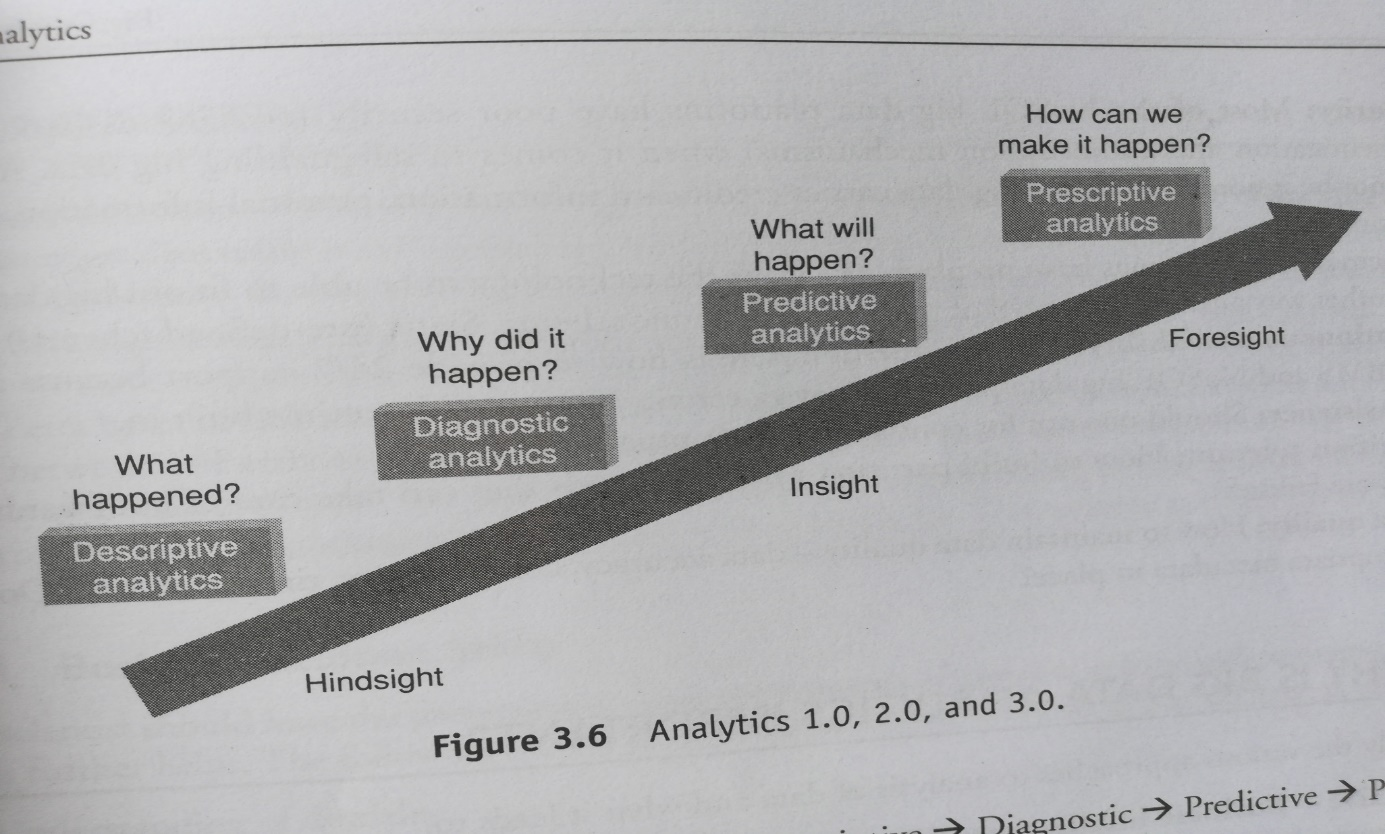 alytics
How can we
make it happen?
Prescriptive
analytics
What will
happen?
Predictive
analytics
Why did it
happen?
Diagnostic
analytics
What
happened?
Descriptive
analytics
Foresight
Insight
Hindsight
Figure 3.6 Analytics 1.0, 2.0, and 3.0.
→ Diagnostic → Predictive → P